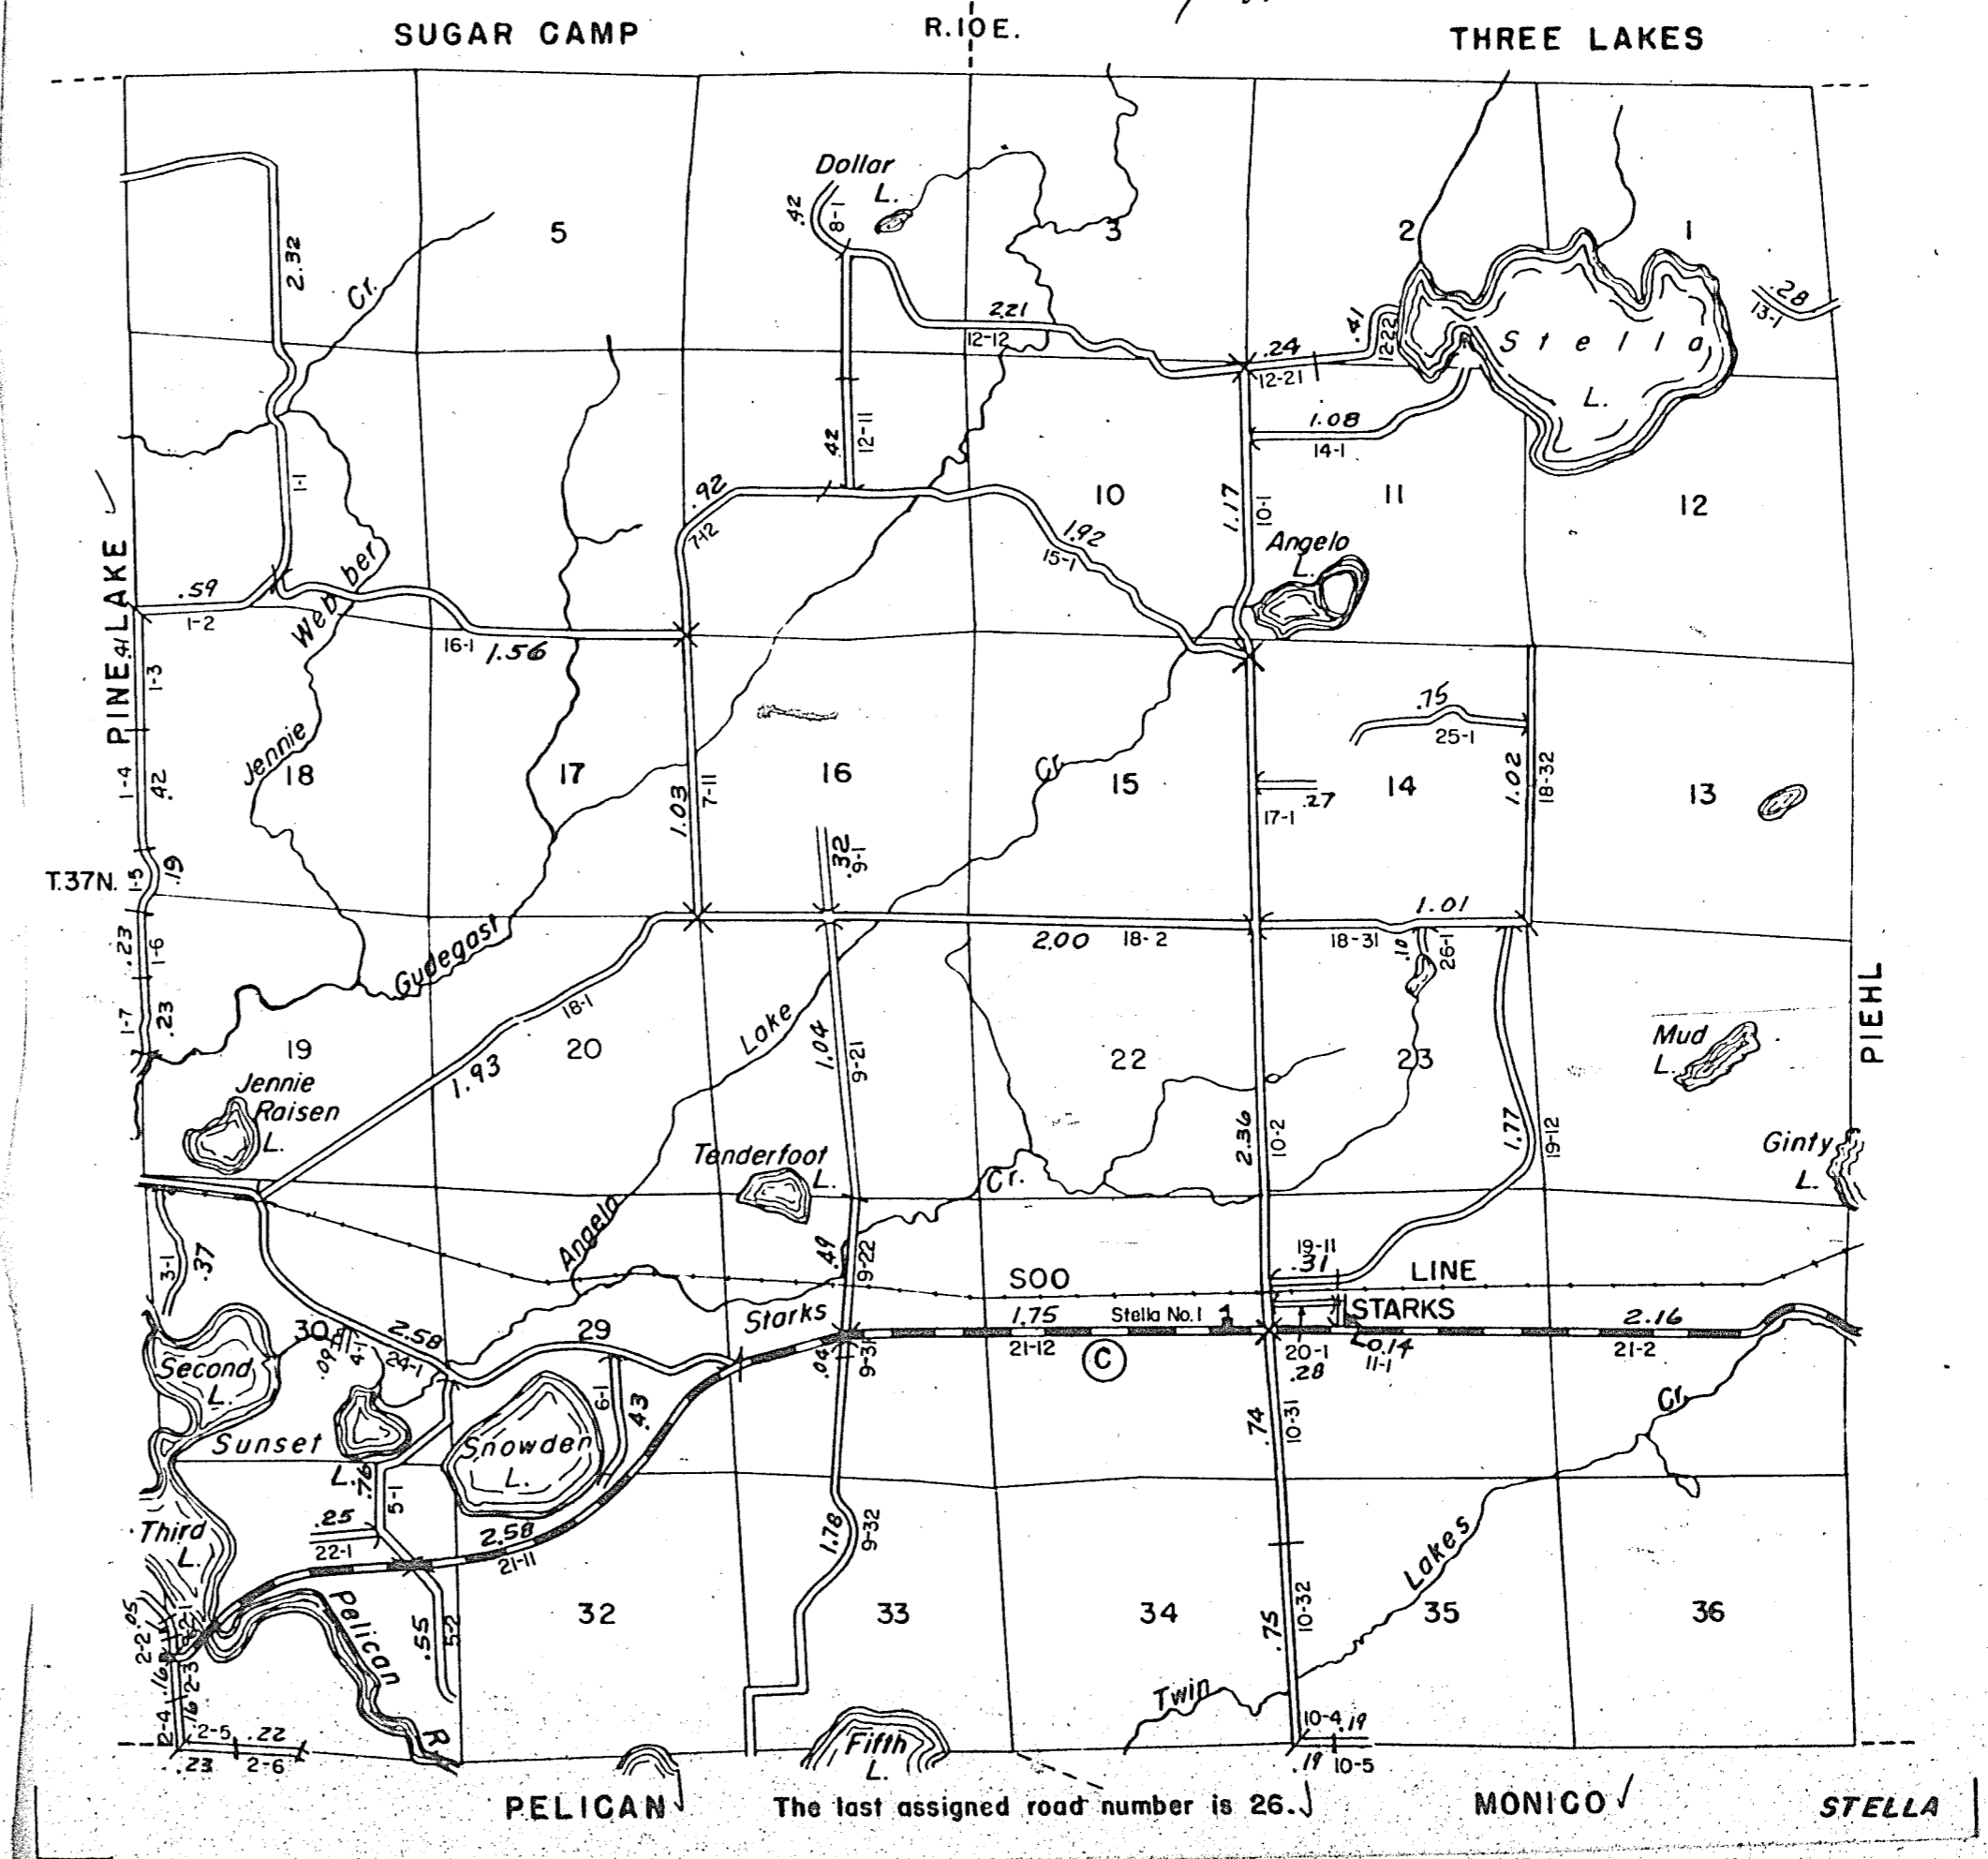 SUGAR CAMP
R.10E.
THREE LAKES
Dollar
L.
.42
8-1
5
3
2
1
2.32
Cr.
.28
13-1
2.21
12-12
.41
12-22
Stella
L.
.24
12-21
1.08
14-1
.42
12-11
1-1
.92
7-12
10
1.17
10-1
11
12
1.92
15-1
Angelo
L.
PINE LAKE
.59
1-2
Webber
.41
1-3
16-1
1.56
.75
25-1
Jennie
18
17
16
Cr.
15
14
13
1-4
.42
1.03
7-11
17-1
.27
1.02
18-32
T.37N.
1-5
.19
.32
9-1
1.01
Gudegast
2.00
18-2
18-31
.10
26-1
.23
1-6
18-1
PIEHL
1-7
.23
19
20
Lake
1.04
9-21
22
23
Mud
L.
1.93
Jennie
Raisen
L.
2.36
10-2
1.77
19-12
Ginty
L.
Tenderfoot
L.
Cr.
Angelo
3-1
.37
.49
9-22
19-11
.31
SOO
LINE
30
2.58
29
Starks
1.75
Stella No. 1
1
STARKS
2.16
.09
4-1
24-1
.04
9-31
21-12
C
20-1
.28
0.14
11-1
21-2
Second
L.
6-1
.43
.74
10-31
Cr.
Sunset
L.
Snowden
L.
.76
5-1
Third
L.
.25
22-1
2.58
21-11
1.78
9-32
Lakes
Pelican
R.
.55
5-2
32
33
34
35
36
.75
10-32
2-2
.05
.16
2-3
2-4
.16
Twin
2-5
.22
.23
2-6
Fifth
L.
10-4
.19
.19
10-5
PELICAN
The last assigned road number is 26.
MONICO
STELLA